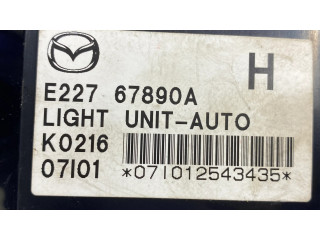 H
E227 67890A
LIGHT UNIT-AUTO
K0216
07I01 *07I012543435*